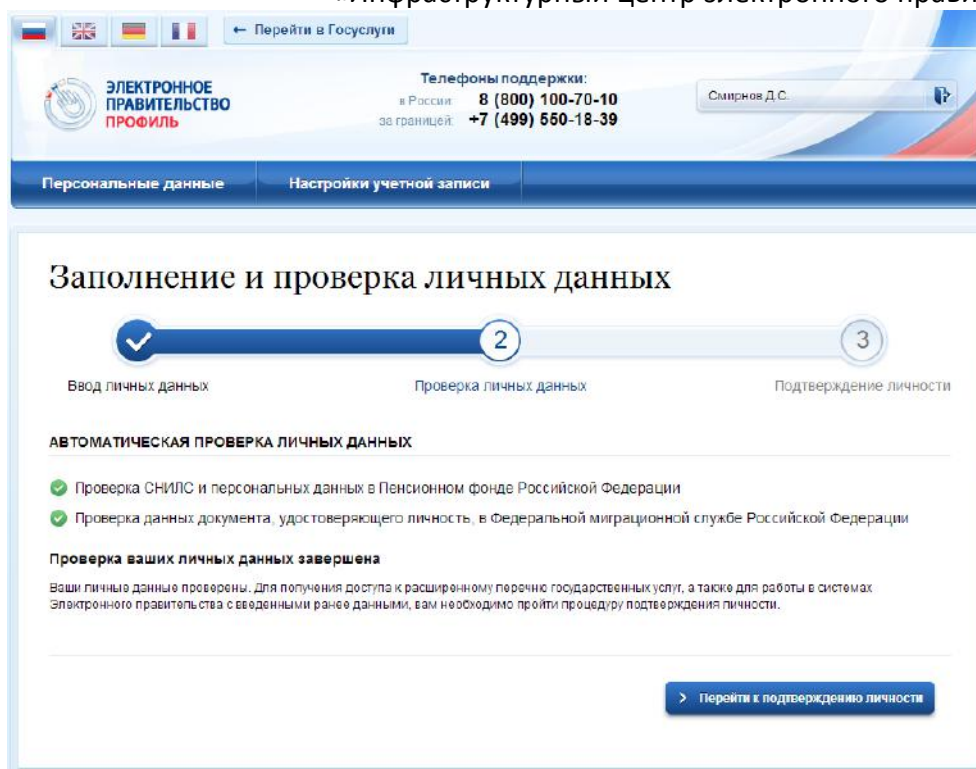 «Инфраструктурный центр электронного прави
← Перейти в Госуслуги
ЭЛЕКТРОННОЕ
ПРАВИТЕЛЬСТВО
ПРОФИЛЬ
Телефоны поддержки:
в России: 8 (800) 100-70-10
за границей: +7 (499) 550-18-39
Смирнов Д.С.
Персональные данные
Настройки учетной записи
Заполнение и проверка личных данных
2
3
Ввод личных данных
Проверка личных данных
Подтверждение личности
АВТОМАТИЧЕСКАЯ ПРОВЕРКА ЛИЧНЫХ ДАННЫХ
Проверка СНИЛС и персональных данных в Пенсионном фонде Российской Федерации
Проверка данных документа, удостоверяющего личность, в Федеральной миграционной службе Российской Федерации
Проверка ваших личных данных завершена
Ваши личные данные проверены. Для получения доступа к расширенному перечню государственных услуг, а также для работы в системах
Электронного правительства с введенными ранее данными, вам необходимо пройти процедуру подтверждения личности.
> Перейти к подтверждению личности